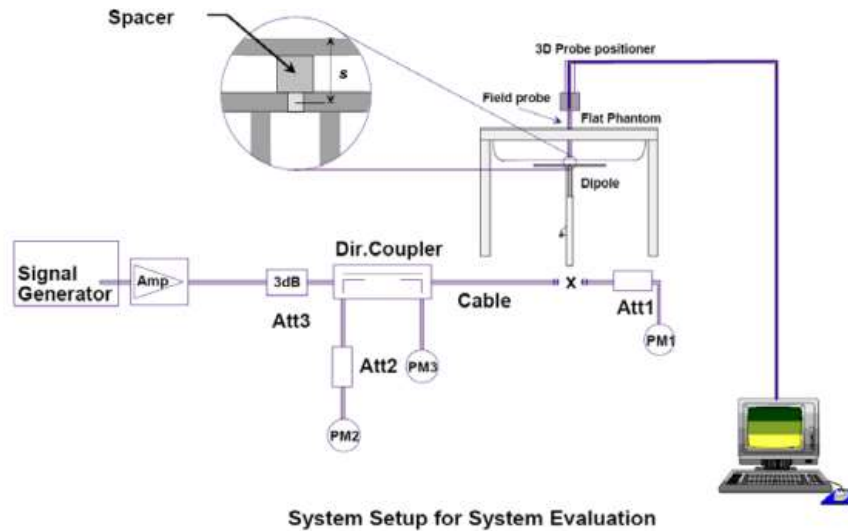 Spacer
s
3D Probe positioner
Field probe
Flat Phantom
Dipole
Signal
Generator
Amp
3dB
Att3
Dir.Coupler
Cable
X
Att1
PM1
Att2
PM3
PM2
System Setup for System Evaluation